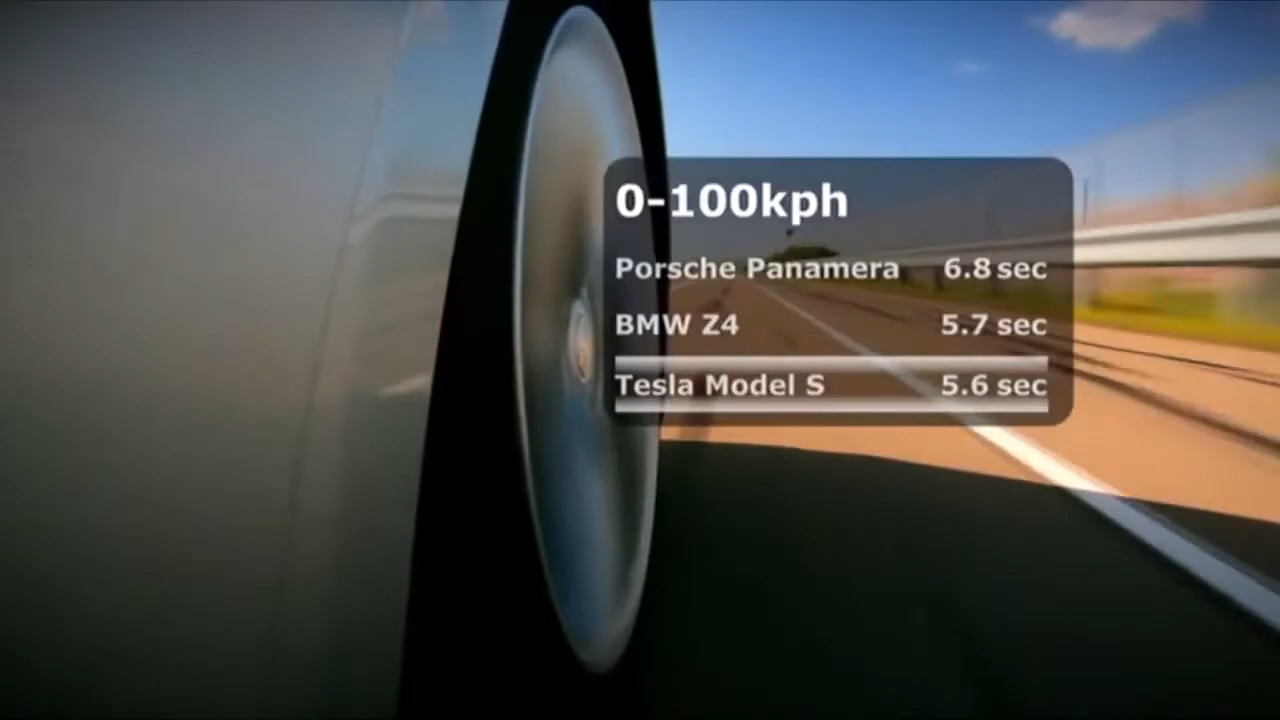 0-100kph
Porsche Panamera 6.8 sec
BMW Z4 5.7 sec
Tesla Model S 5.6 sec